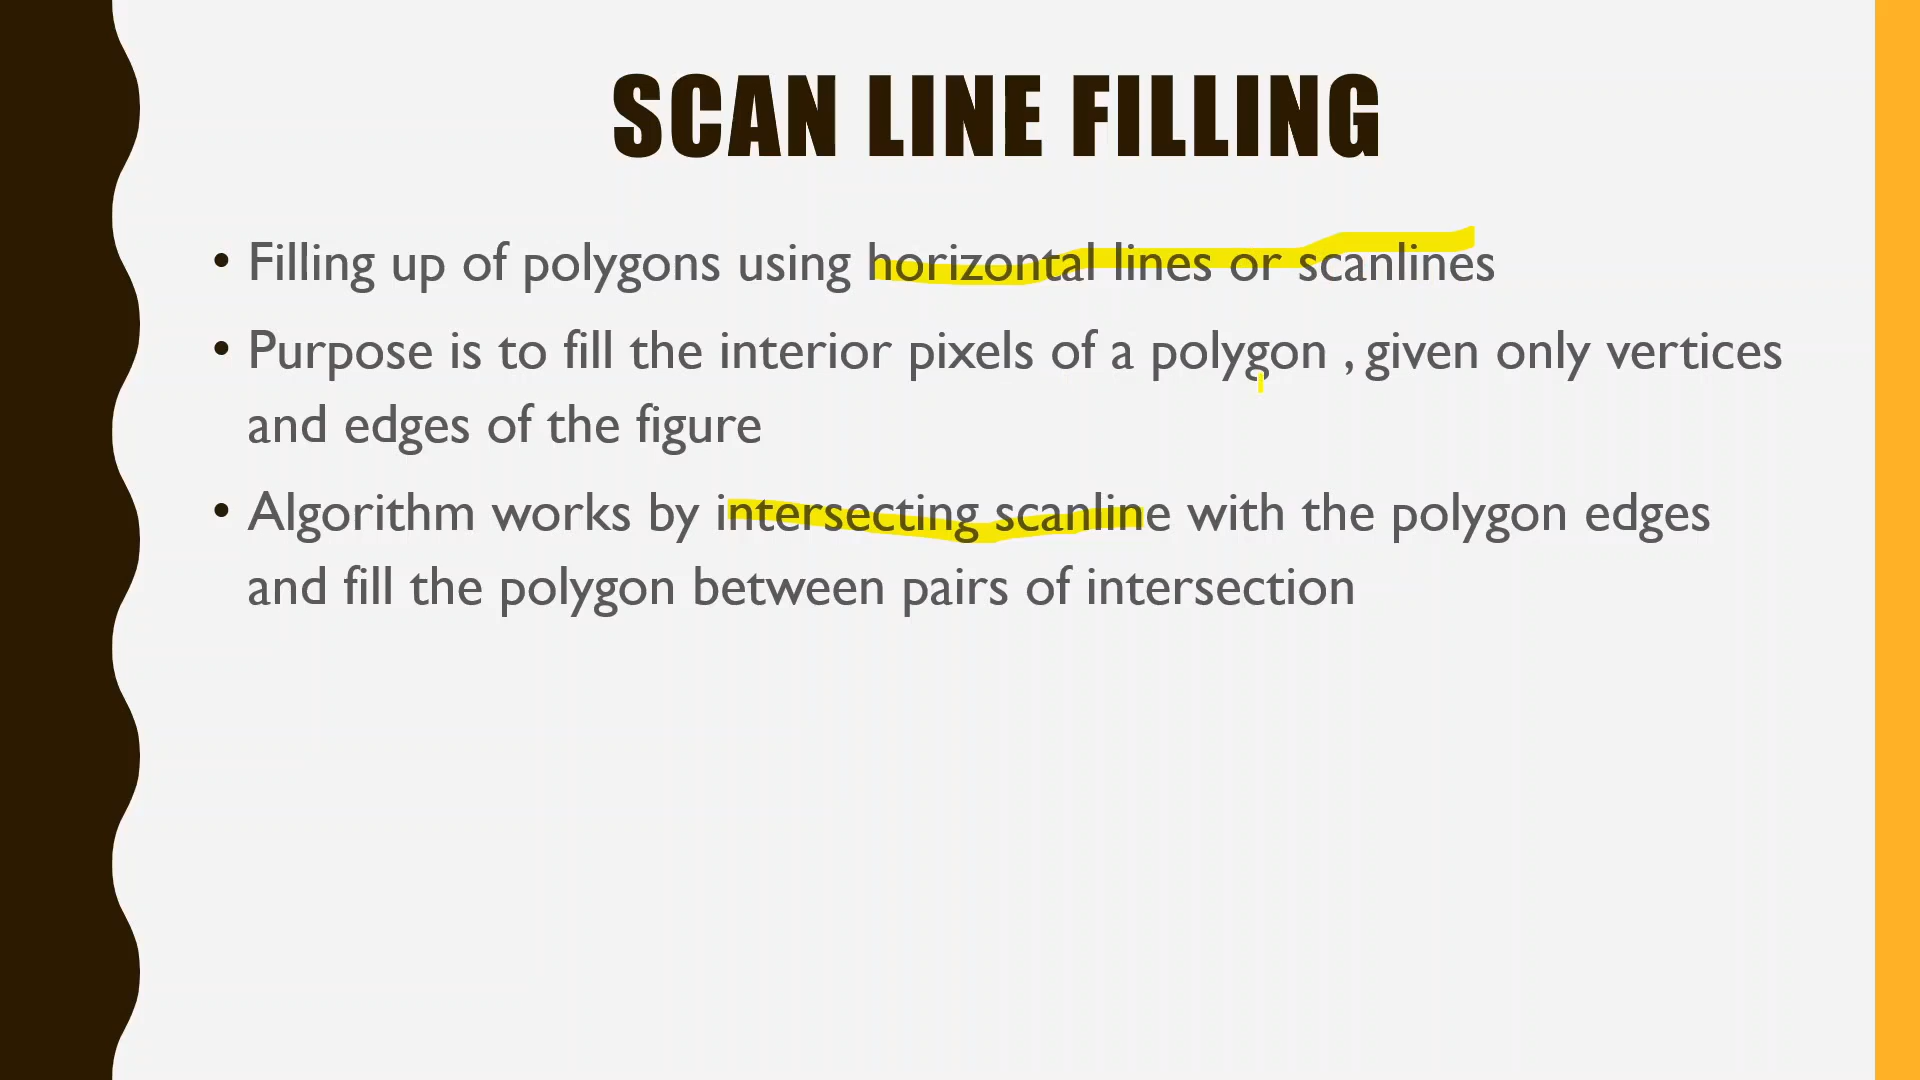 SCAN LINE FILLING
• Filling up of polygons using horizontal lines or scanlines
• Purpose is to fill the interior pixels of a polygon , given only vertices
and edges of the figure
• Algorithm works by intersecting scanline with the polygon edges
and fill the polygon between pairs of intersection